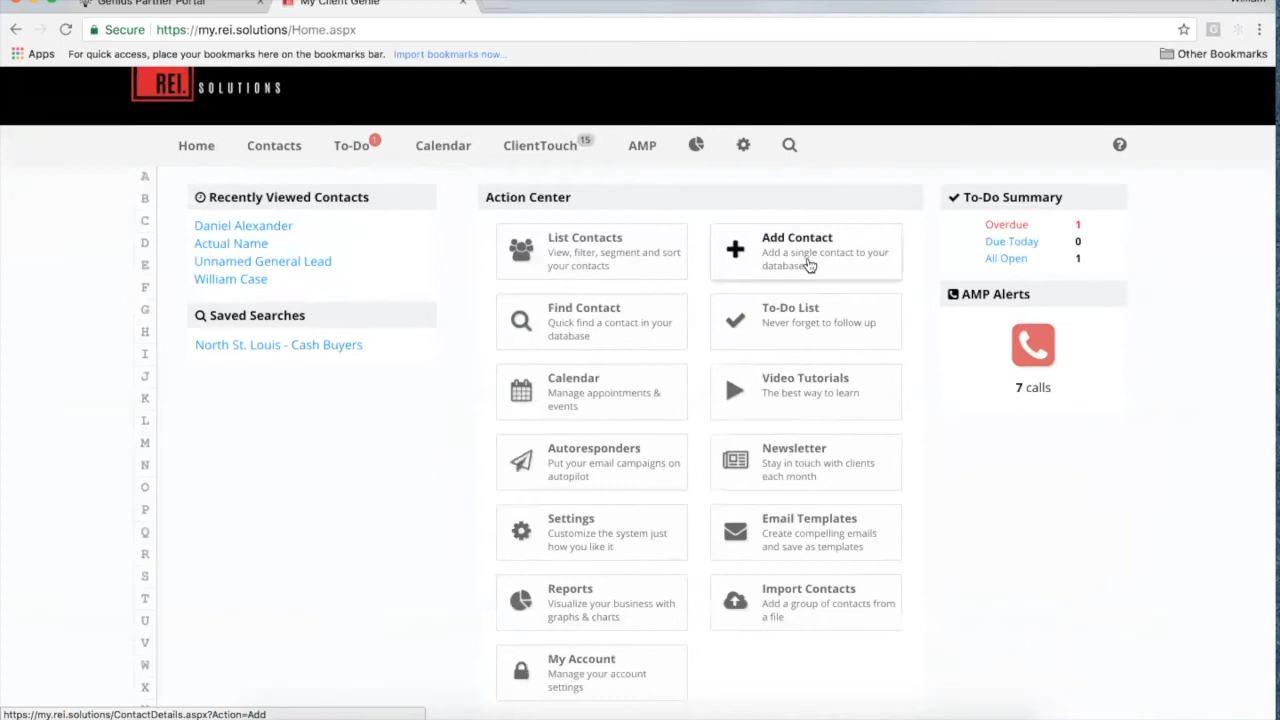 Genius Partner Portal
My Client Genie
William
Secure https://my.rei.solutions/Home.aspx
Apps For quick access, place your bookmarks here on the bookmarks bar. Import bookmarks now... Other Bookmarks
REI. SOLUTIONS
Home Contacts To-Do 1 Calendar ClientTouch 15 AMP
A
B
C
D
E
F
G
H
I
J
K
L
M
N
O
P
Q
R
S
T
U
V
W
X
Recently Viewed Contacts
Daniel Alexander
Actual Name
Unnamed General Lead
William Case
Saved Searches
North St. Louis - Cash Buyers
Action Center
List Contacts
View, filter, segment and sort
your contacts
Add Contact
Add a single contact to your
database
Find Contact
Quick find a contact in your
database
To-Do List
Never forget to follow up
Calendar
Manage appointments &
events
Video Tutorials
The best way to learn
Autoresponders
Put your email campaigns on
autopilot
Newsletter
Stay in touch with clients
each month
Settings
Customize the system just
how you like it
Email Templates
Create compelling emails
and save as templates
Reports
Visualize your business with
graphs & charts
Import Contacts
Add a group of contacts from
a file
My Account
Manage your account
settings
To-Do Summary
Overdue 1
Due Today 0
All Open 1
AMP Alerts
7 calls
https://my.rei.solutions/ContactDetails.aspx?Action=Add